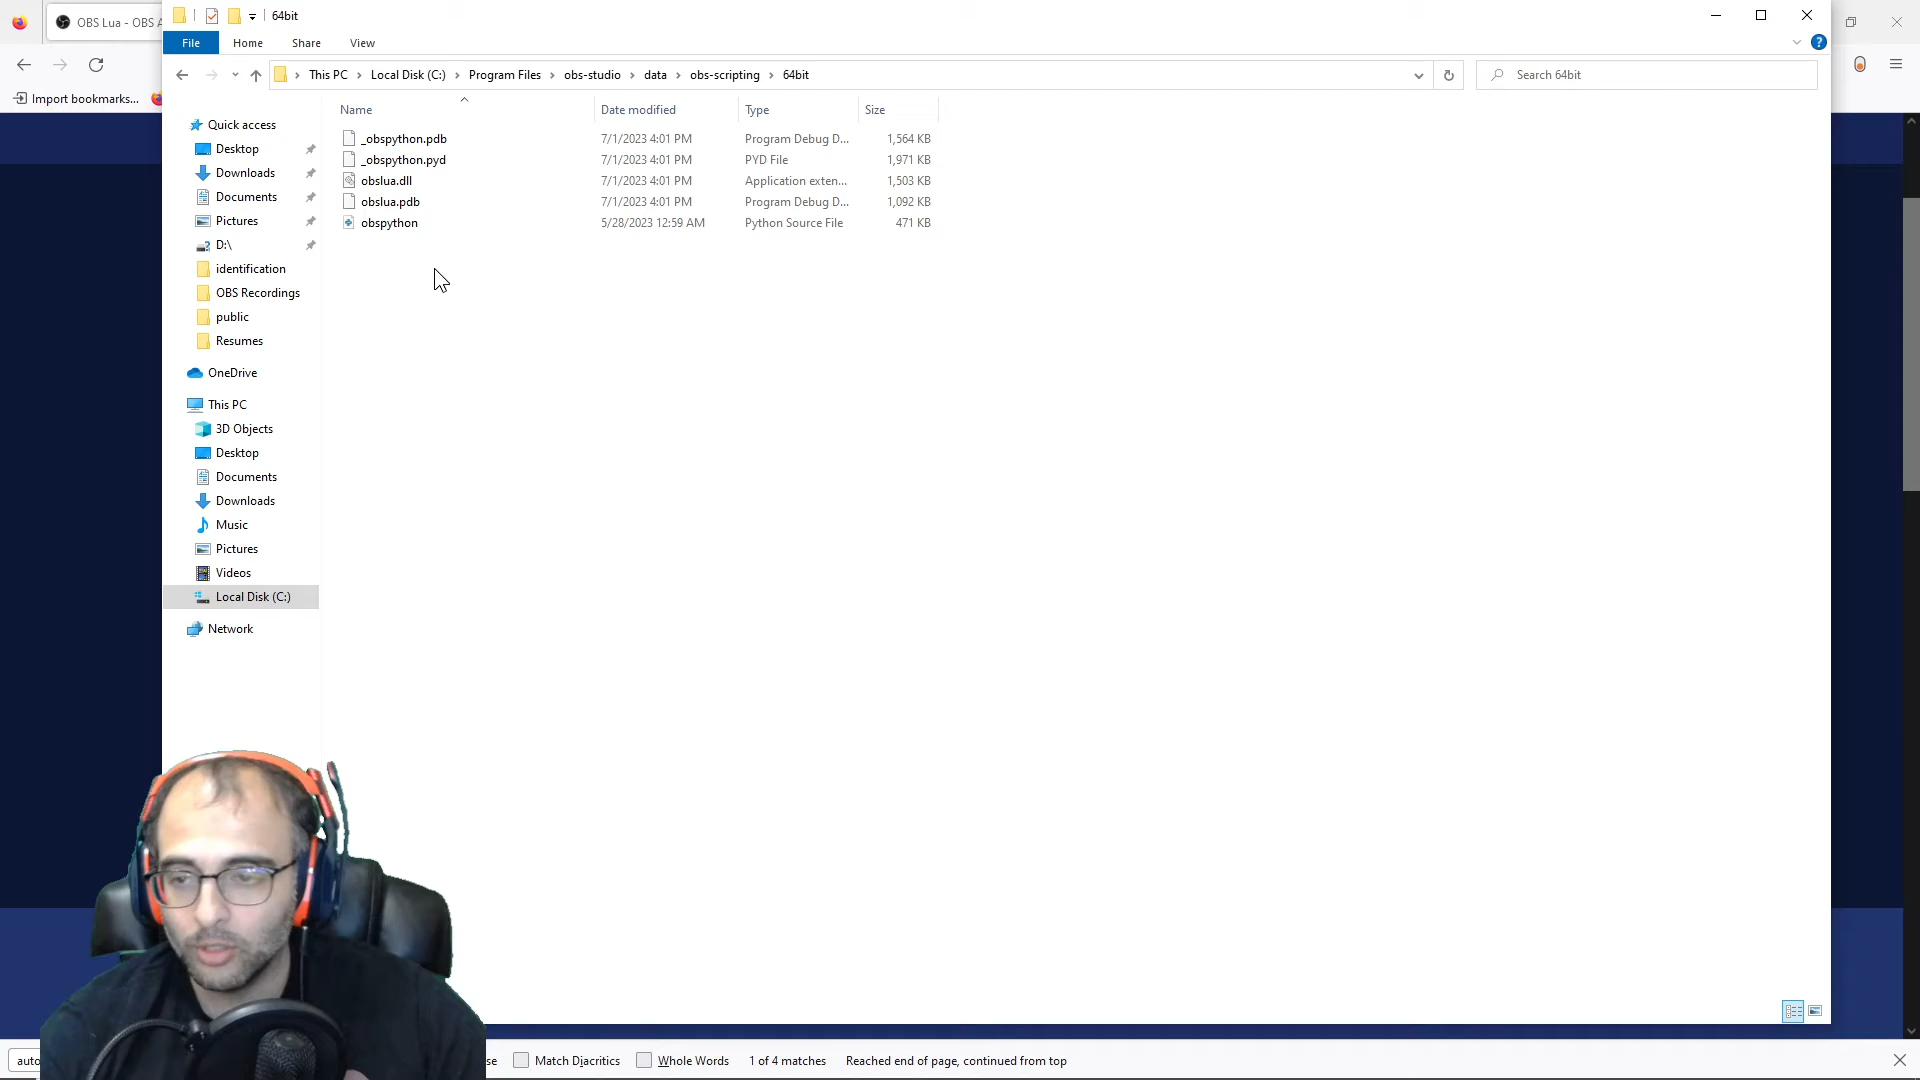 OBS Lua - OBS A
64bit
File Home Share View
This PC Local Disk (C:) Program Files obs-studio data obs-scripting 64bit
Search 64bit
Import bookmarks...
Name Date modified Type Size
_obspython.pdb 7/1/2023 4:01 PM Program Debug D... 1,564 KB
_obspython.pyd 7/1/2023 4:01 PM PYD File 1,971 KB
obslua.dll 7/1/2023 4:01 PM Application exten... 1,503 KB
obslua.pdb 7/1/2023 4:01 PM Program Debug D... 1,092 KB
obspython 5/28/2023 12:59 AM Python Source File 471 KB
Quick access
Desktop
Downloads
Documents
Pictures
D:\
identification
OBS Recordings
public
Resumes
OneDrive
This PC
3D Objects
Desktop
Documents
Downloads
Music
Pictures
Videos
Local Disk (C:)
Network
auto
se Match Diacritics Whole Words 1 of 4 matches Reached end of page, continued from top